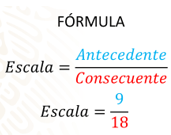 FÓRMULA
Escala = Antecedente / Consecuente
Escala = 9 / 18